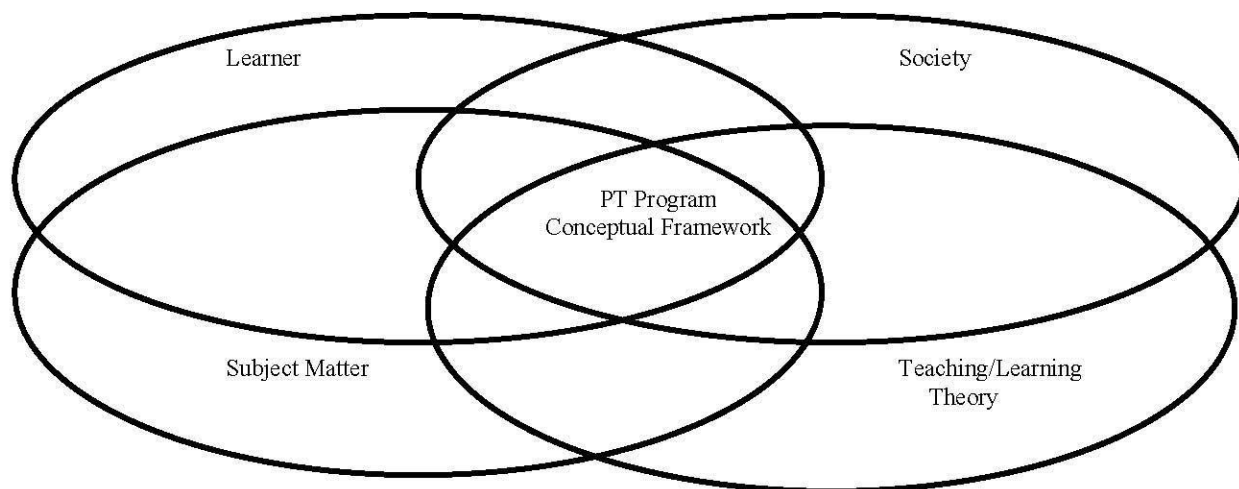 Learner
Society
PT Program
Conceptual Framework
Subject Matter
Teaching/Learning
Theory